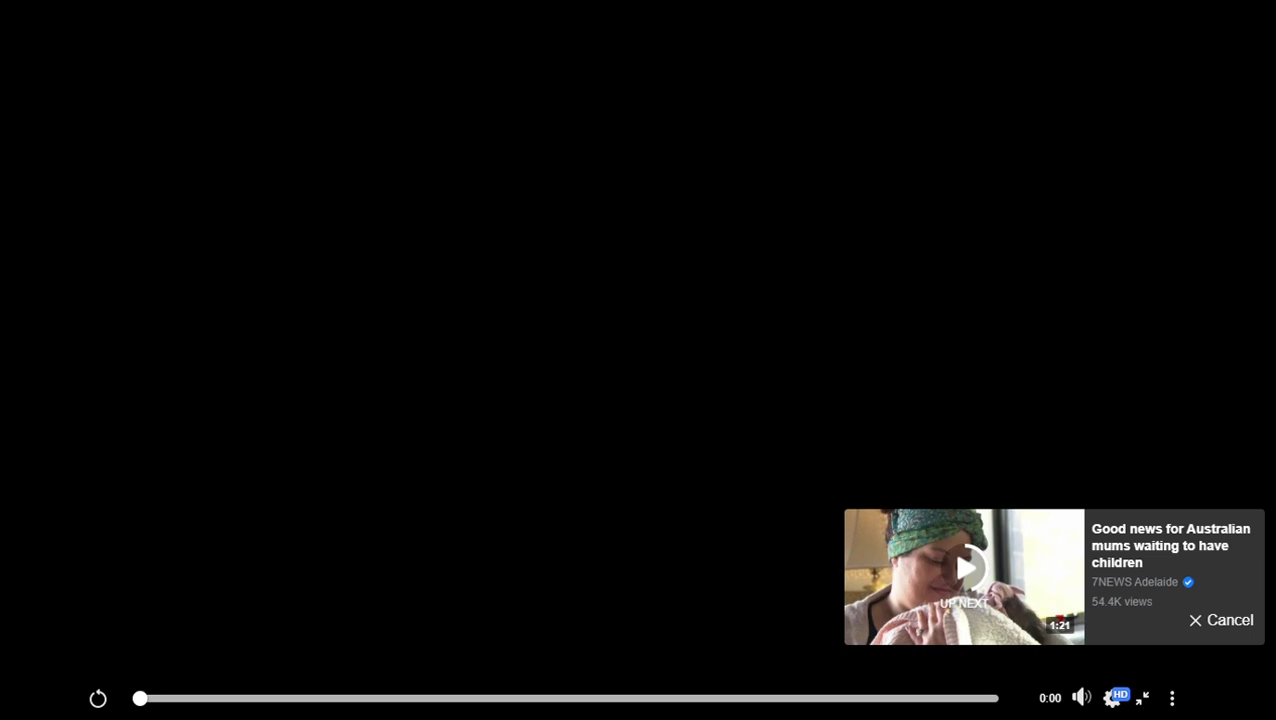 Good news for Australian
mums waiting to have
children
7NEWS Adelaide
54.4K views
UP NEXT
1:21
Cancel
0:00
HD